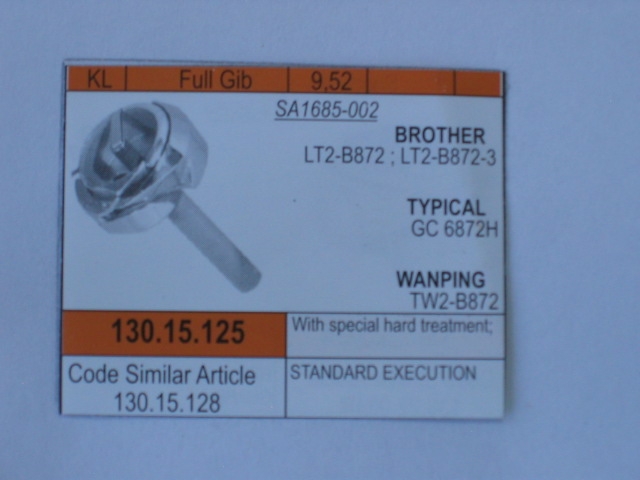 KL Full Gib 9,52
SA1685-002
BROTHER
LT2-B872 ; LT2-B872-3
TYPICAL
GC 6872H
WANPING
TW2-B872
130.15.125
With special hard treatment;
Code Similar Article
130.15.128
STANDARD EXECUTION